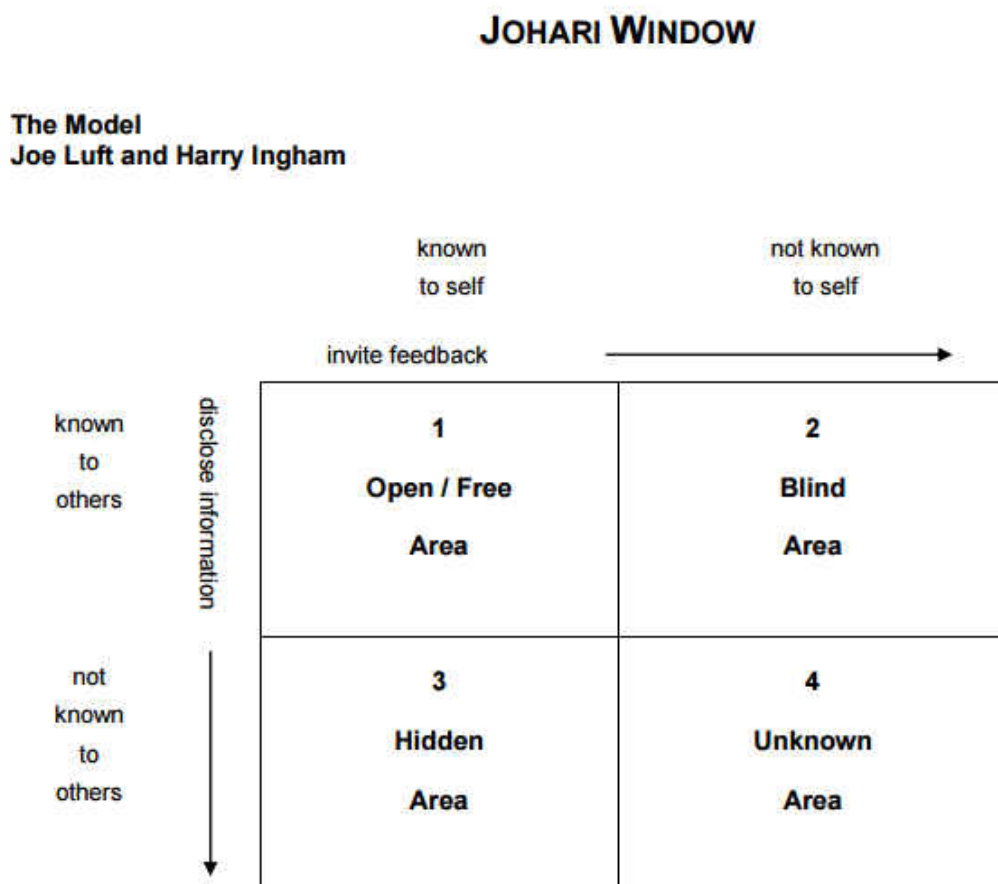 JOHARI WINDOW
The Model
Joe Luft and Harry Ingham
known
to self
not known
to self
invite feedback
known
to
others
disclose information
1
Open / Free
Area
2
Blind
Area
not
known
to
others
3
Hidden
Area
4
Unknown
Area